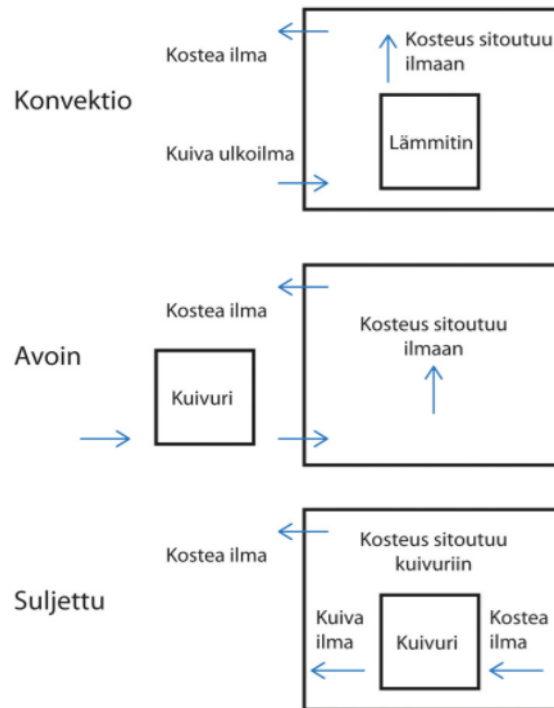 Konvektio
Kostea ilma
Kosteus sitoutuu
ilmaan
Kuiva ulkoilma
Lämmitin
Avoin
Kostea ilma
Kosteus sitoutuu
ilmaan
Kuivuri
Suljettu
Kostea ilma
Kosteus sitoutuu
kuivuriin
Kuiva
ilma
Kuivuri
Kostea
ilma